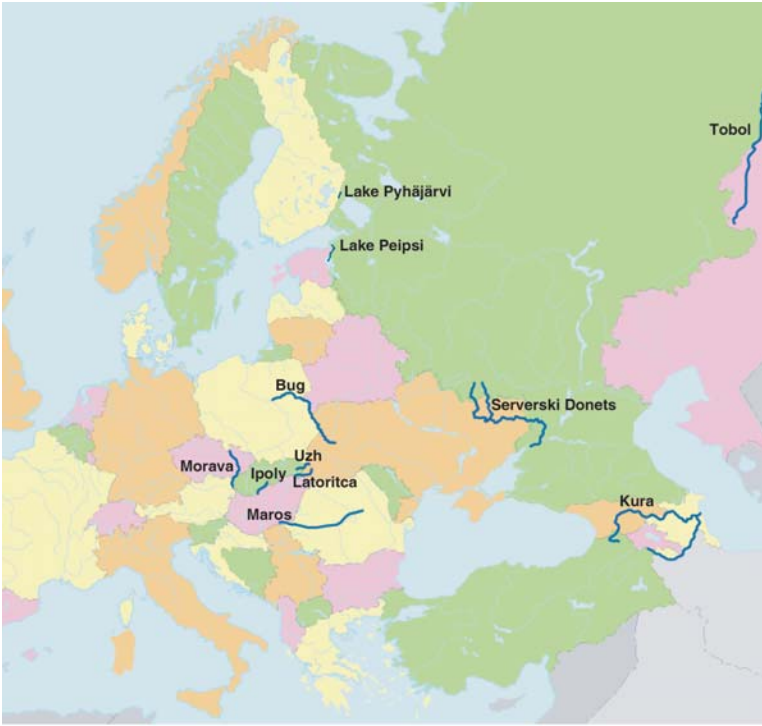 Tobol
Lake Pyhäjärvi
Lake Peipsi
Bug
Serverski Donets
Uzh
Morava
Ipoly
Latoritca
Kura
Maros